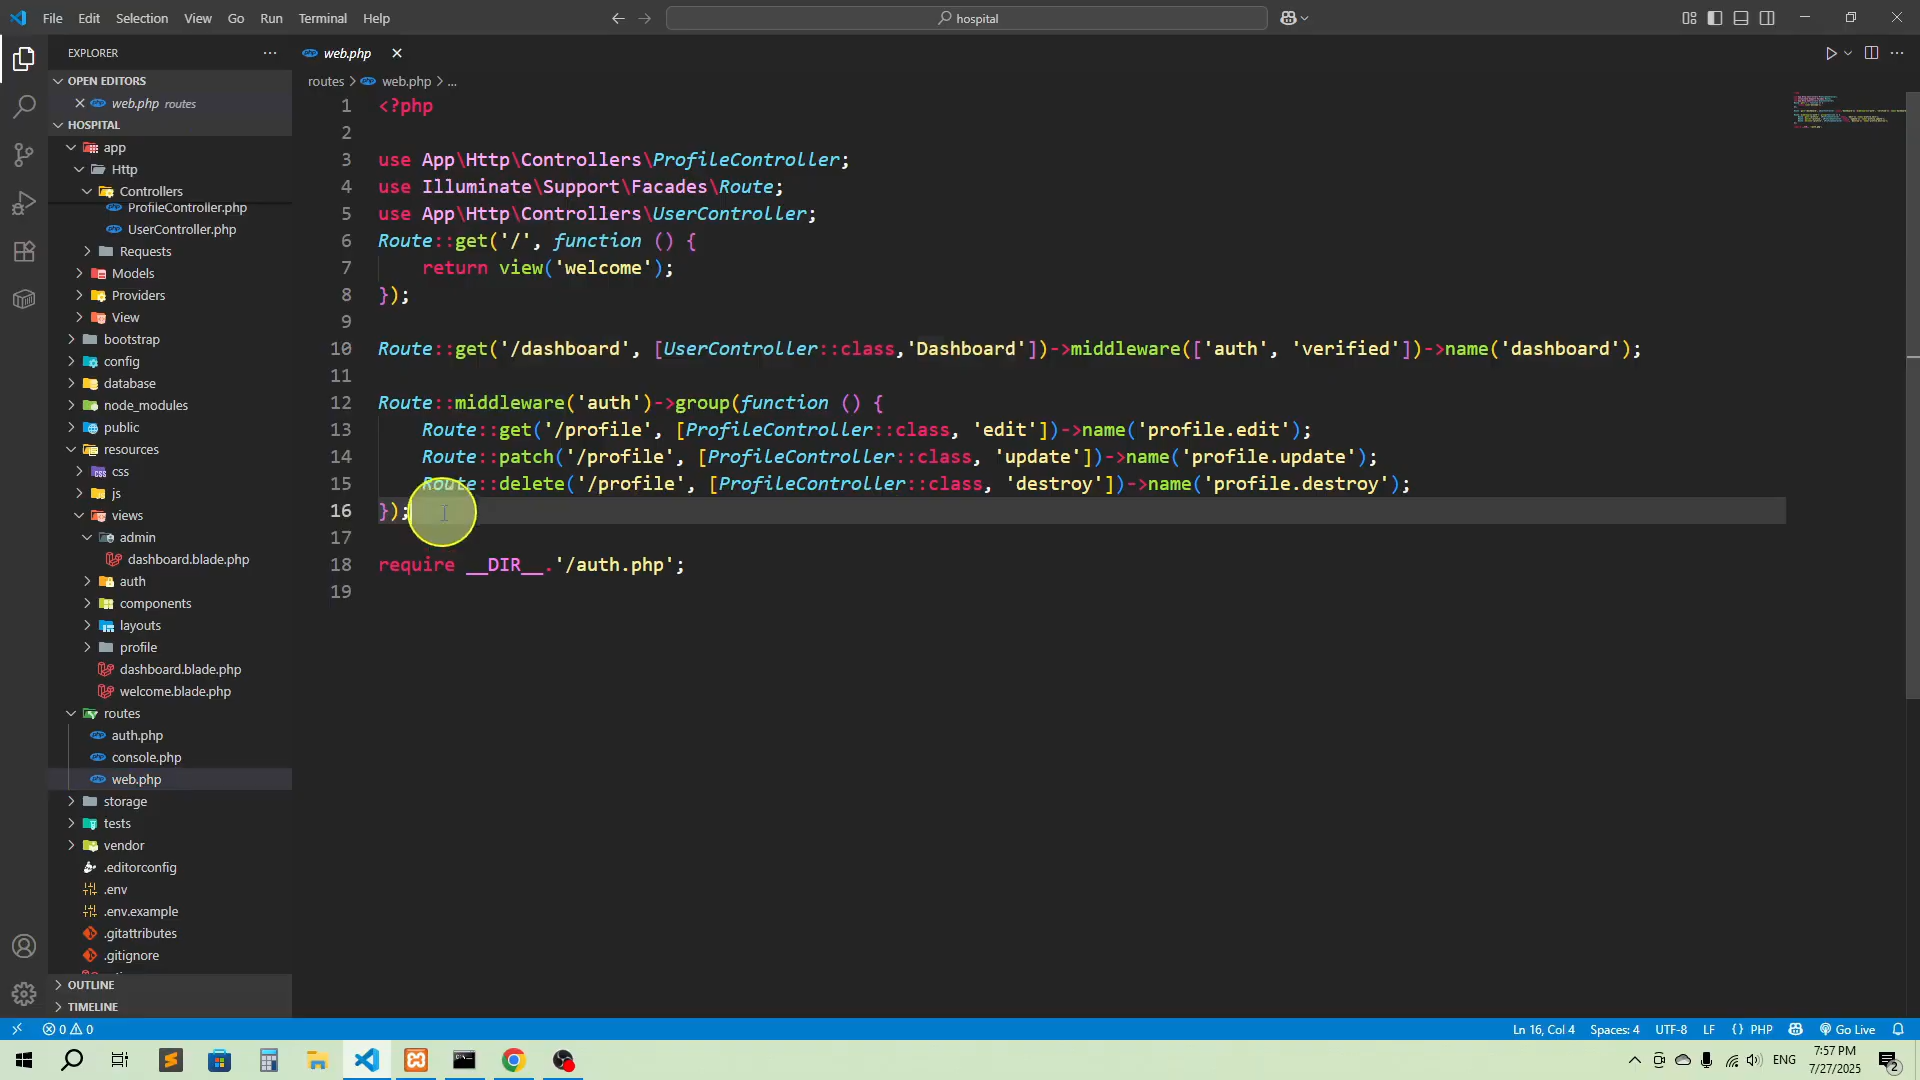 File Edit Selection View Go Run Terminal Help
hospital
EXPLORER
web.php
OPEN EDITORS
web.php routes
HOSPITAL
app
Http
Controllers
ProfileController.php
UserController.php
Requests
Models
Providers
View
bootstrap
config
database
node_modules
public
resources
css
js
views
admin
dashboard.blade.php
auth
components
layouts
profile
dashboard.blade.php
welcome.blade.php
routes
auth.php
console.php
web.php
storage
tests
vendor
.editorconfig
.env
.env.example
.gitattributes
.gitignore
OUTLINE
TIMELINE
routes > web.php > ...
1 <?php
2
3 use App\Http\Controllers\ProfileController;
4 use Illuminate\Support\Facades\Route;
5 use App\Http\Controllers\UserController;
6 Route::get('/', function () {
7 return view('welcome');
8 });
9
10 Route::get('/dashboard', [UserController::class,'Dashboard'])->middleware(['auth', 'verified'])->name('dashboard');
11
12 Route::middleware('auth')->group(function () {
13 Route::get('/profile', [ProfileController::class, 'edit'])->name('profile.edit');
14 Route::patch('/profile', [ProfileController::class, 'update'])->name('profile.update');
15 Route::delete('/profile', [ProfileController::class, 'destroy'])->name('profile.destroy');
16 });
17
18 require __DIR__.'/auth.php';
19
0 0
Ln 16, Col 4 Spaces: 4 UTF-8 LF {} PHP Go Live
ENG
7:57 PM
7/27/2025
2